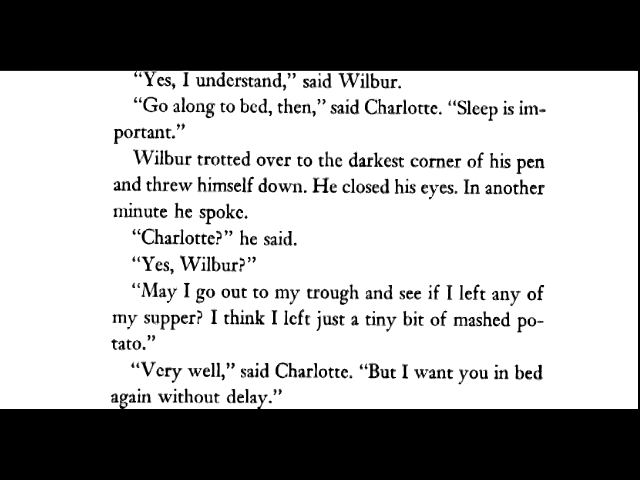 "Yes, I understand," said Wilbur.
"Go along to bed, then," said Charlotte. "Sleep is im-
portant."
Wilbur trotted over to the darkest corner of his pen
and threw himself down. He closed his eyes. In another
minute he spoke.
"Charlotte?" he said.
"Yes, Wilbur?"
"May I go out to my trough and see if I left any of
my supper? I think I left just a tiny bit of mashed po-
tato."
"Very well," said Charlotte. "But I want you in bed
again without delay."